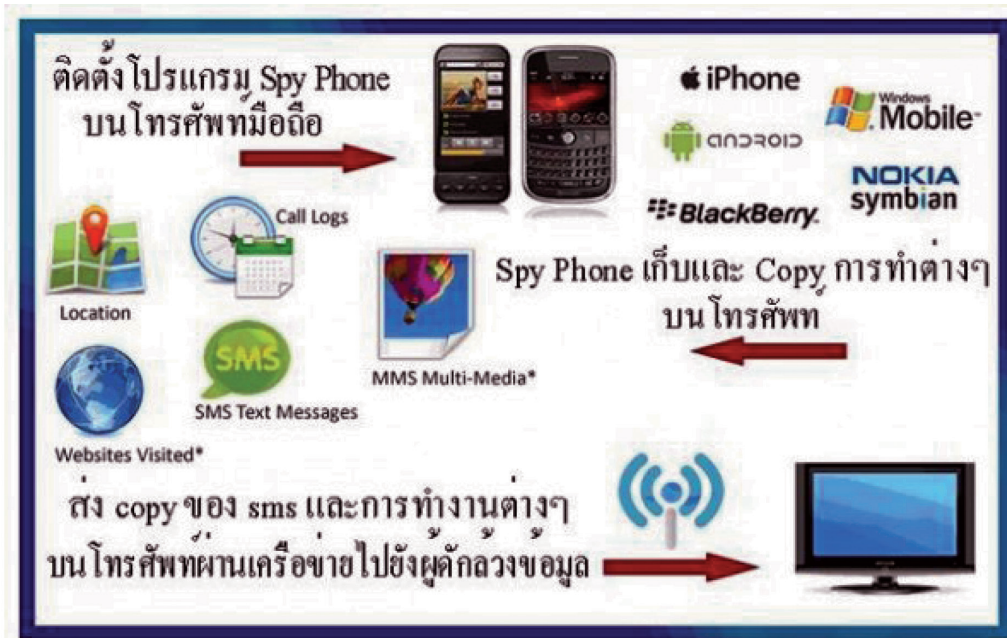 ติดตั้งโปรแกรม Spy Phone
บนโทรศัพท์มือถือ
iPhone
Windows
Mobile
android
NOKIA
symbian
BlackBerry
Location
Call Logs
MMS Multi-Media*
Spy Phone เก็บและ Copy การทำต่างๆ
บนโทรศัพท์
SMS
SMS Text Messages
Websites Visited*
ส่ง copy ของ sms และการทำงานต่างๆ
บนโทรศัพท์ผ่านเครือข่ายไปยังผู้ดักล้วงข้อมูล